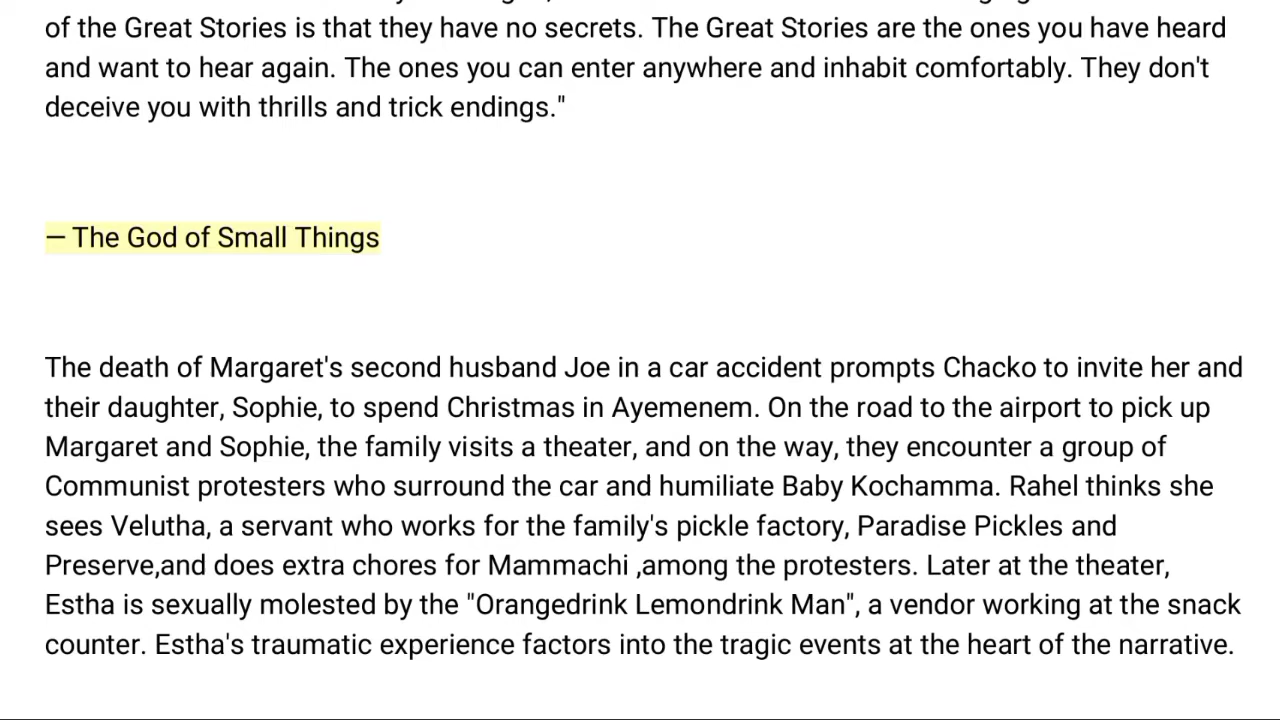 of the Great Stories is that they have no secrets. The Great Stories are the ones you have heard
and want to hear again. The ones you can enter anywhere and inhabit comfortably. They don't
deceive you with thrills and trick endings."
— The God of Small Things
The death of Margaret's second husband Joe in a car accident prompts Chacko to invite her and
their daughter, Sophie, to spend Christmas in Ayemenem. On the road to the airport to pick up
Margaret and Sophie, the family visits a theater, and on the way, they encounter a group of
Communist protesters who surround the car and humiliate Baby Kochamma. Rahel thinks she
sees Velutha, a servant who works for the family's pickle factory, Paradise Pickles and
Preserve,and does extra chores for Mammachi ,among the protesters. Later at the theater,
Estha is sexually molested by the "Orangedrink Lemondrink Man", a vendor working at the snack
counter. Estha's traumatic experience factors into the tragic events at the heart of the narrative.